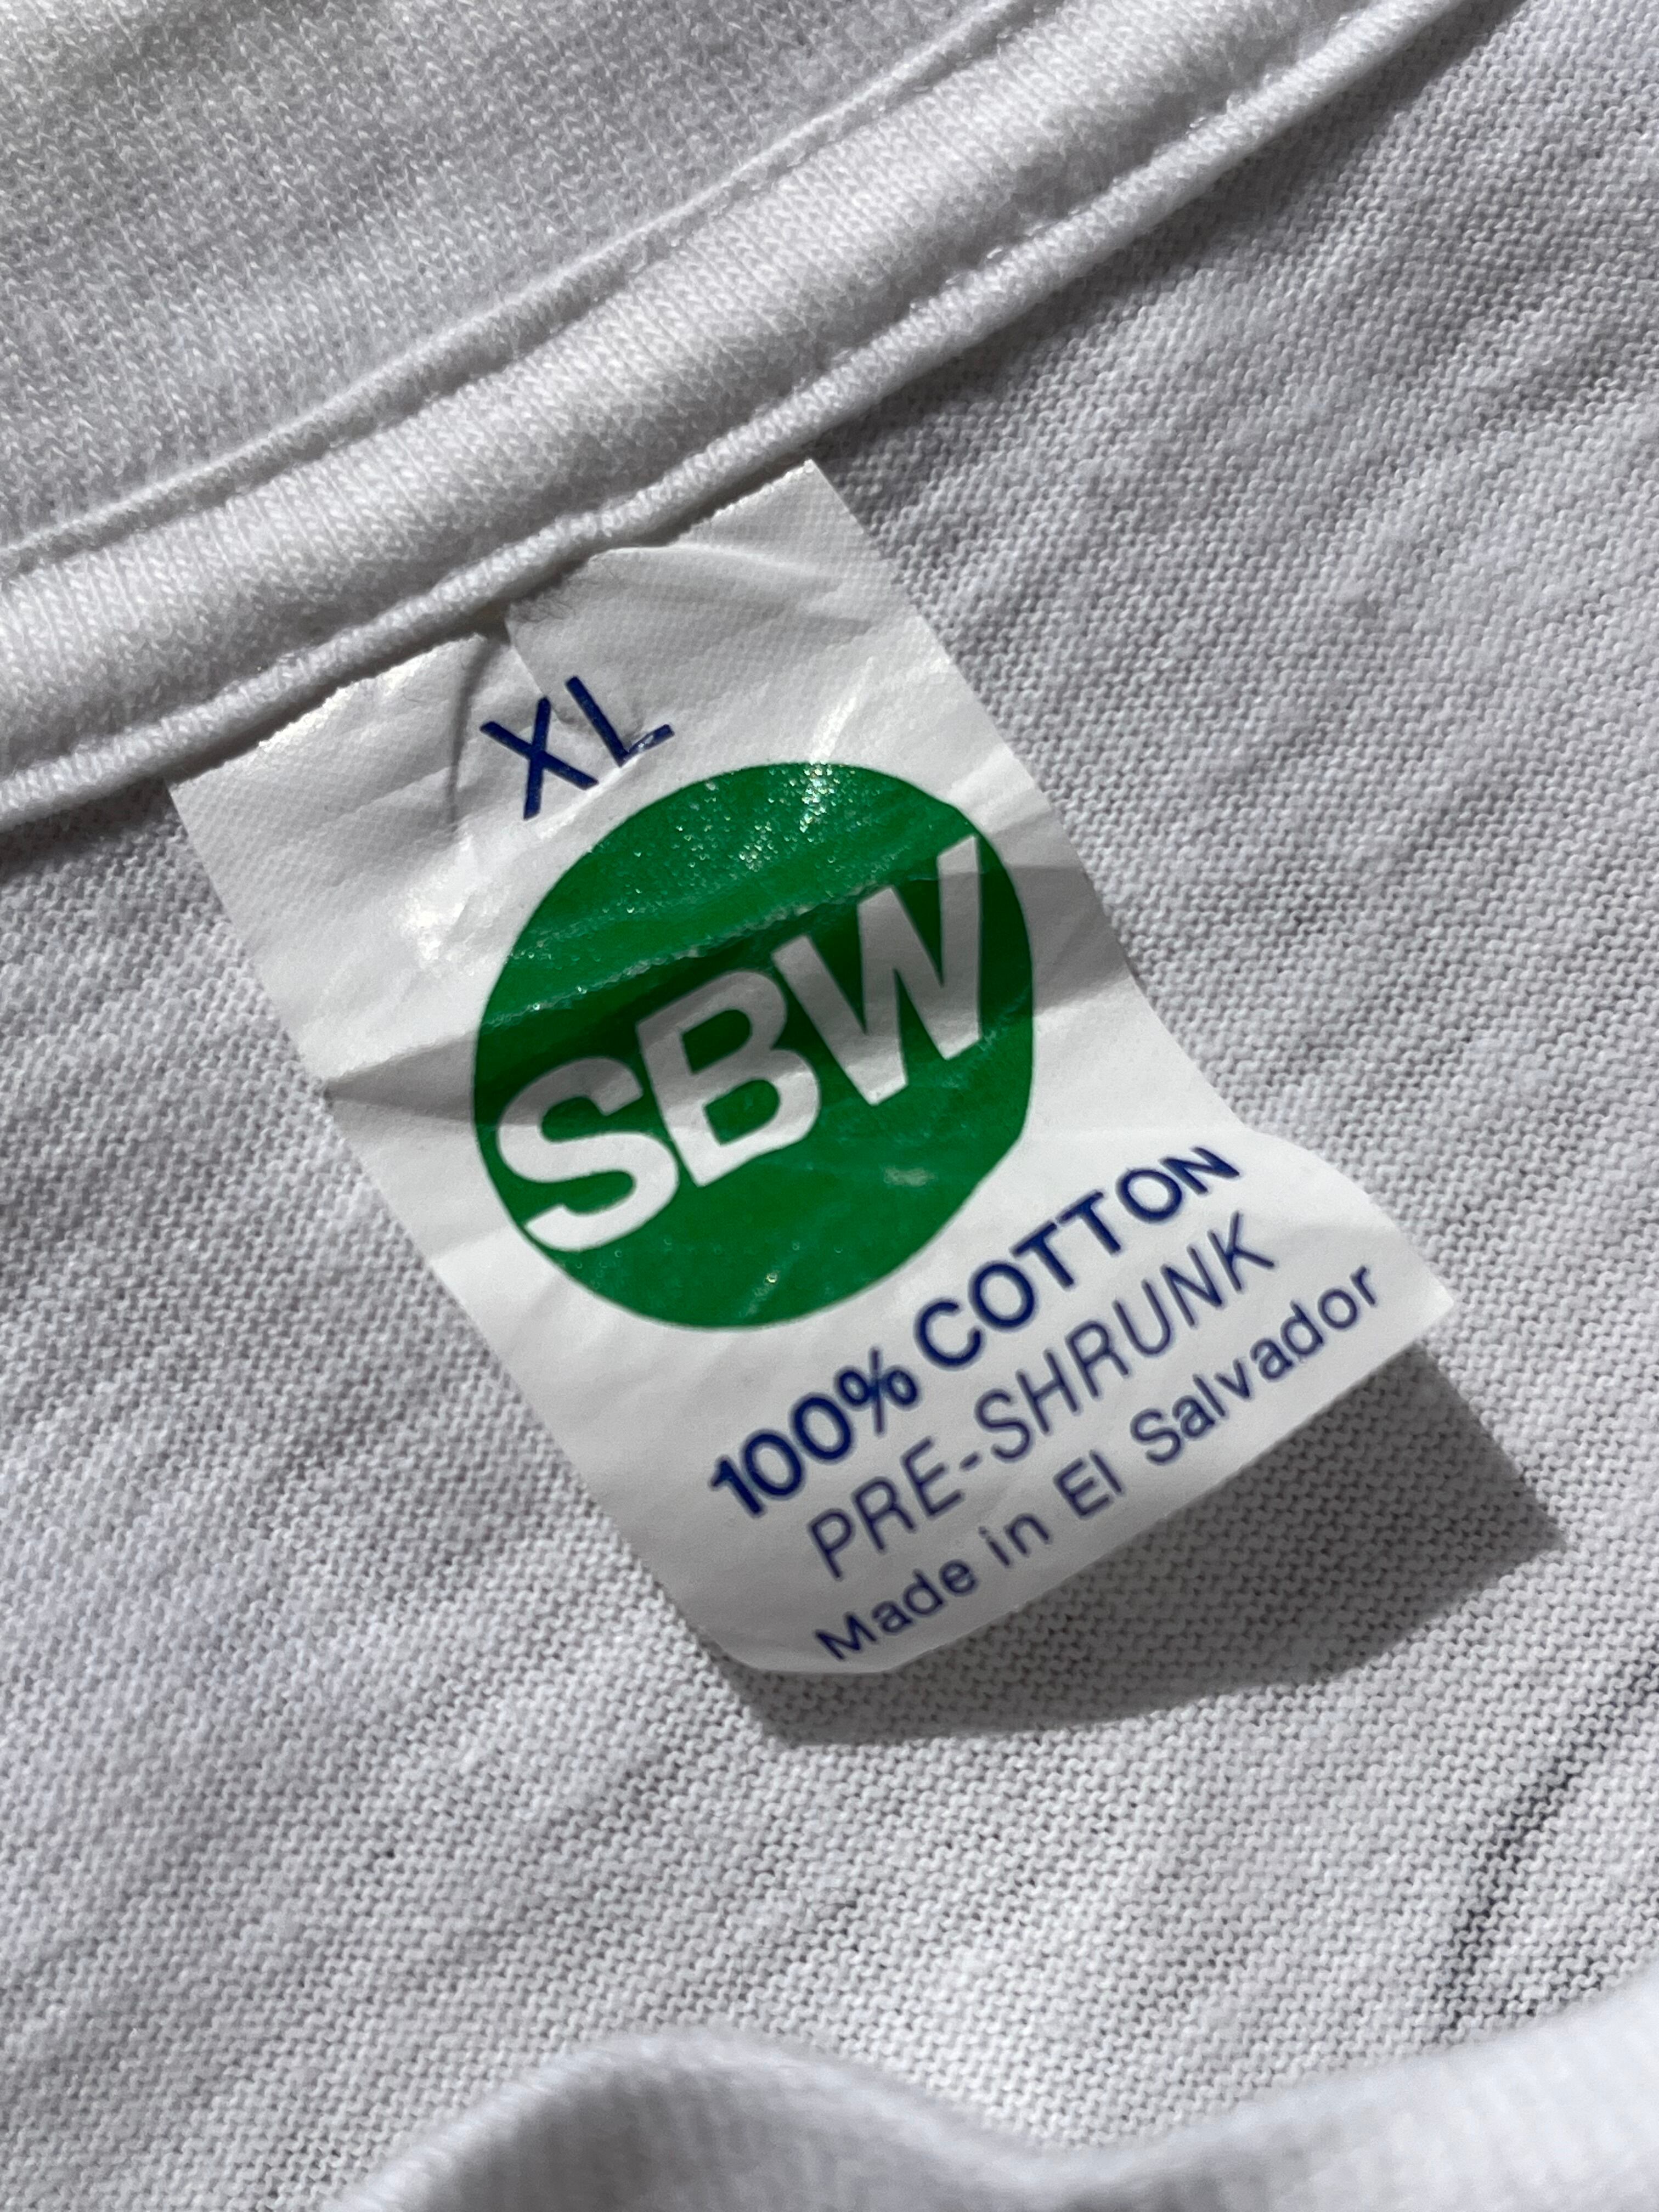 XL
SBW
100% COTTON
PRE-SHRUNK
Made in El Salvador